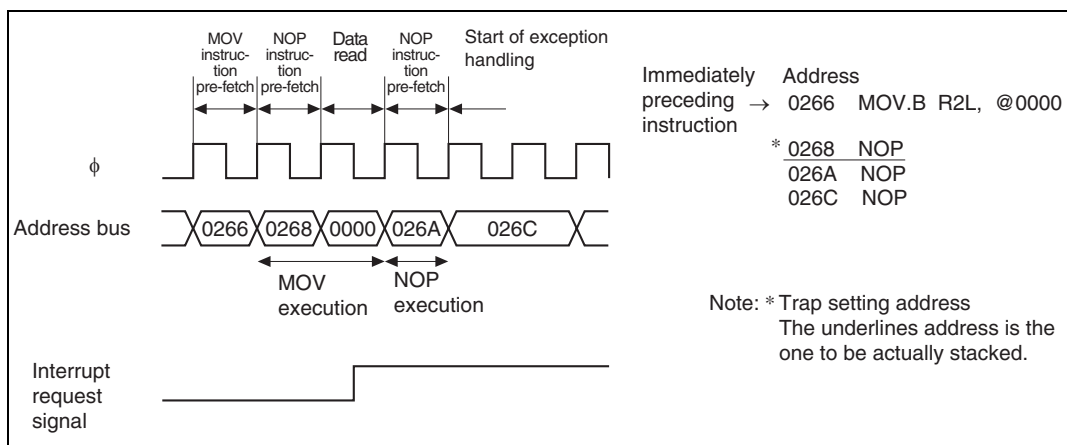 MOV
instruc-
tion
pre-fetch
NOP
instruc-
tion
pre-fetch
Data
read
NOP
instruc-
tion
pre-fetch
Start of exception
handling
Immediately
preceding →
instruction
Address
0266 MOV.B R2L, @0000
* 0268 NOP
026A NOP
026C NOP
ϕ
Address bus
0266 0268 0000 026A 026C
MOV
execution
NOP
execution
Note: * Trap setting address
The underlines address is the
one to be actually stacked.
Interrupt
request
signal